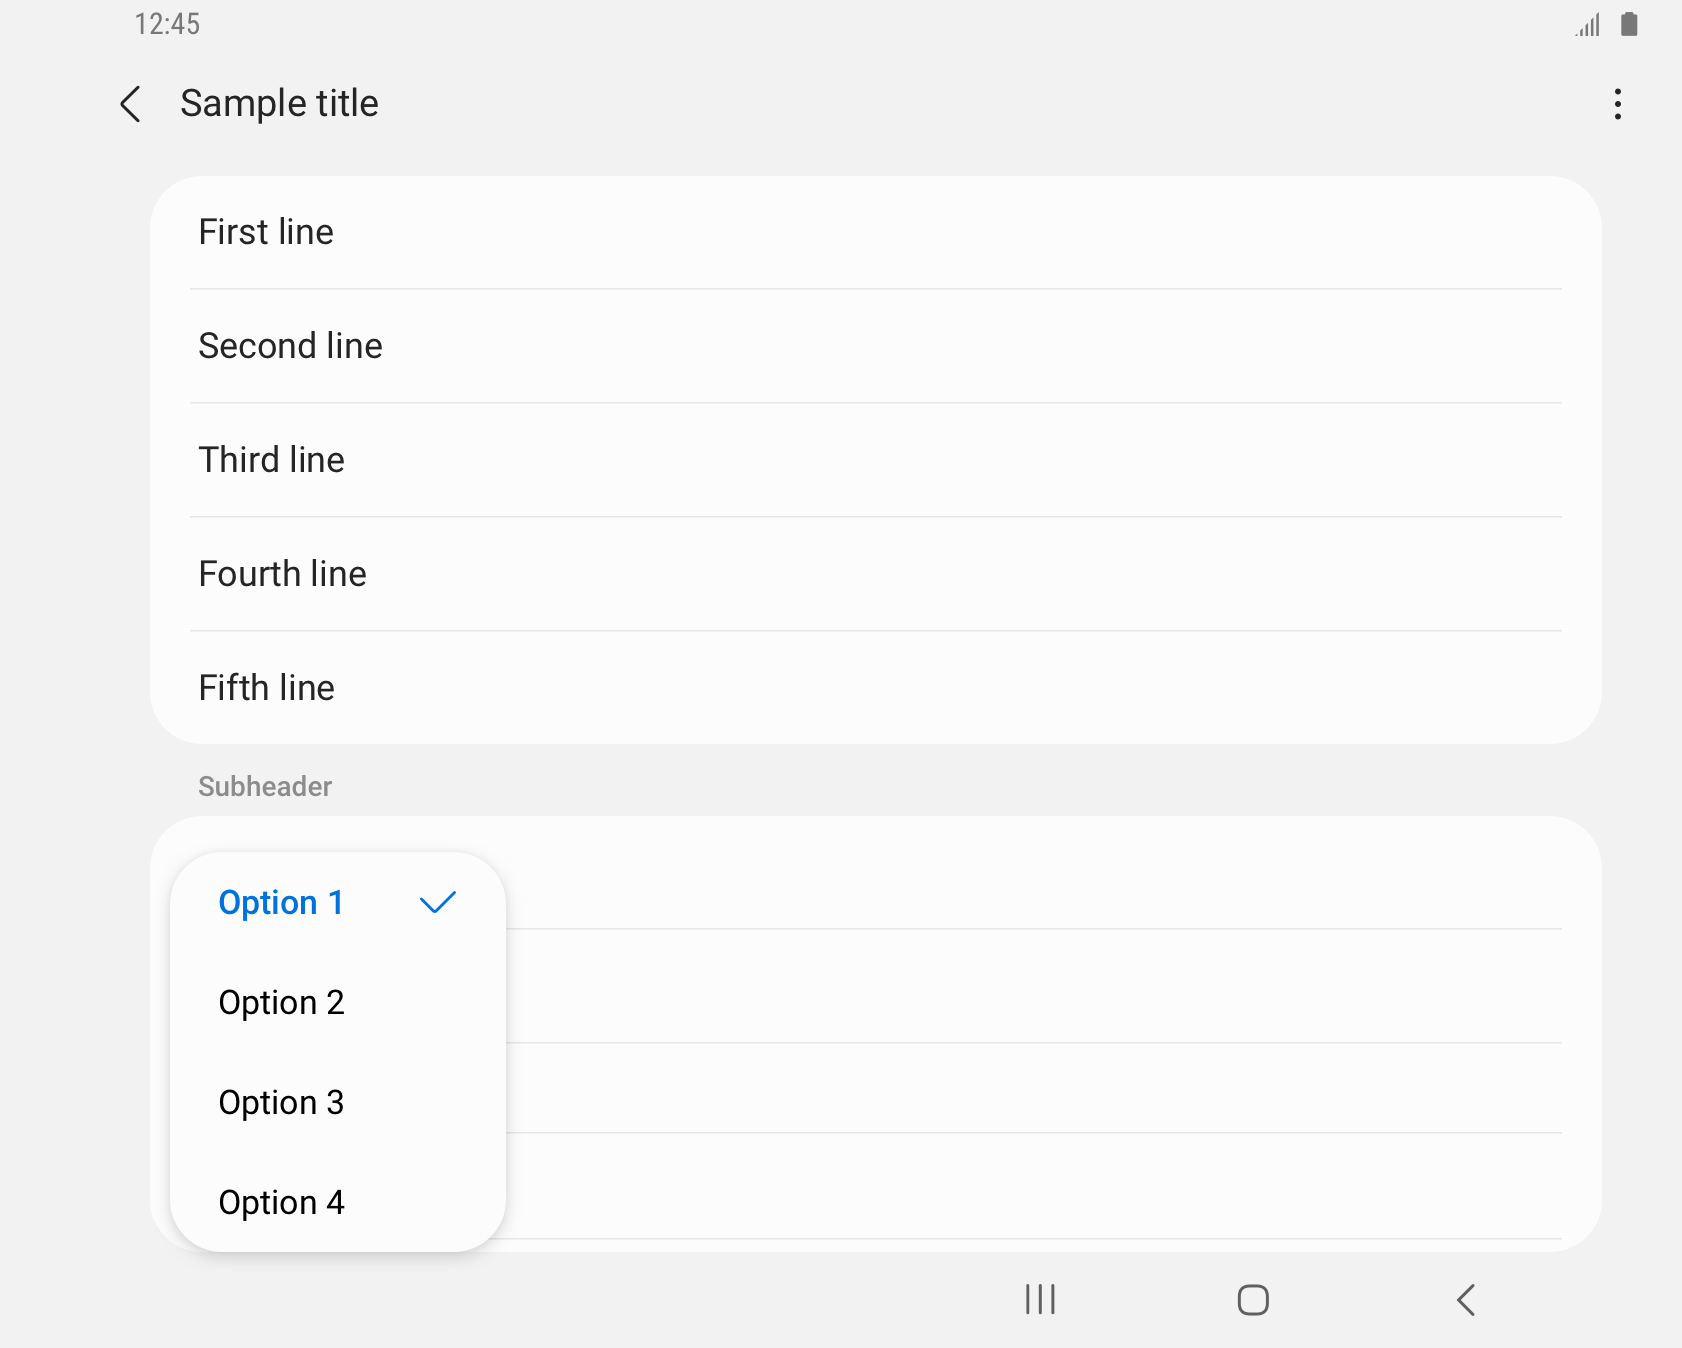 12:45
Sample title
First line
Second line
Third line
Fourth line
Fifth line
Subheader
Option 1
Option 2
Option 3
Option 4